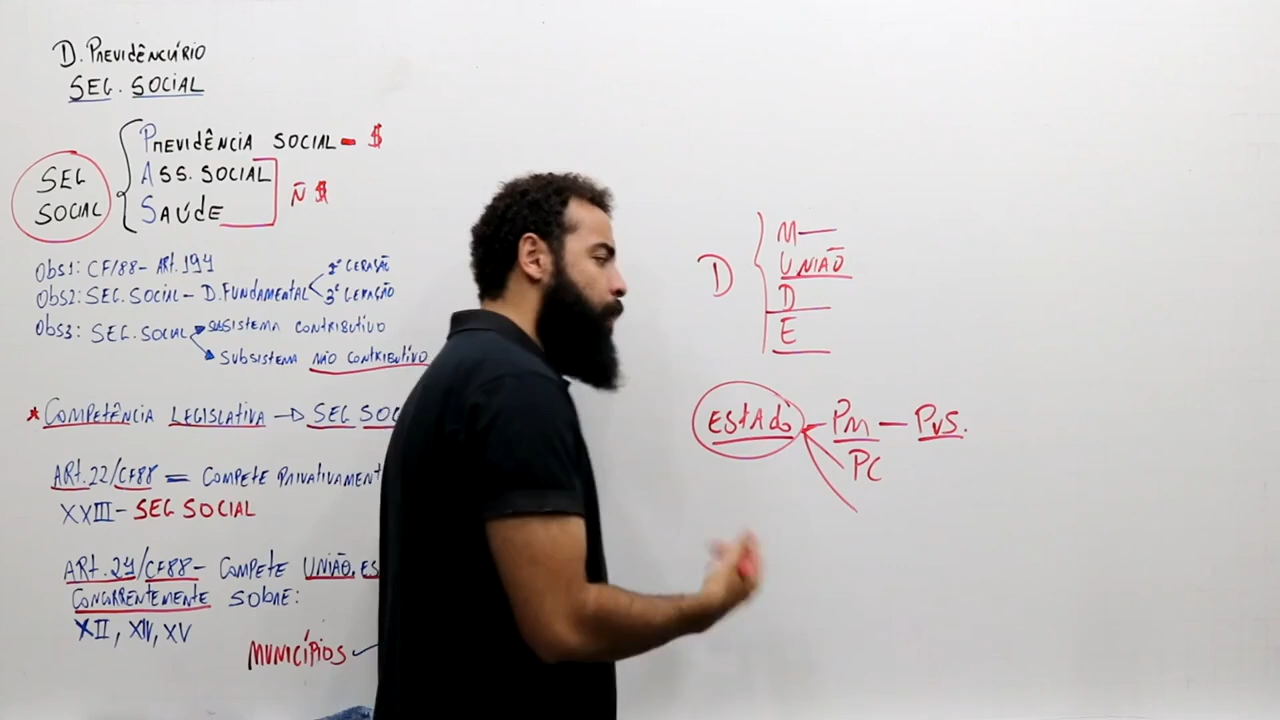 D. PREVIDÊNCIÁRIO
SEG. SOCIAL
SEG SOCIAL
PREVIDÊNCIA SOCIAL - $
ASS. SOCIAL
SAÚDE
Ñ $
Obs1: CF/88 - ART. 194
Obs2: SEG. SOCIAL - D. FUNDAMENTAL
2º GERAÇÃO
3º GERAÇÃO
Obs3: SEG. SOCIAL
SUBSISTEMA CONTRIBUTIVO
SUBSISTEMA NÃO CONTRIBUTIVO
* COMPETÊNCIA LEGISLATIVA → SEG SOC
ART. 22/CF88 = COMPETE PRIVATIVAMENT
XXIII - SEG SOCIAL
ART. 24/CF88 - COMPETE UNIÃO, ES
CONCORRENTEMENTE SOBRE:
XII, XIV, XV
MUNICÍPIOS
D
M
UNIÃO
D
E
ESTADO
PM - PVS.
PC